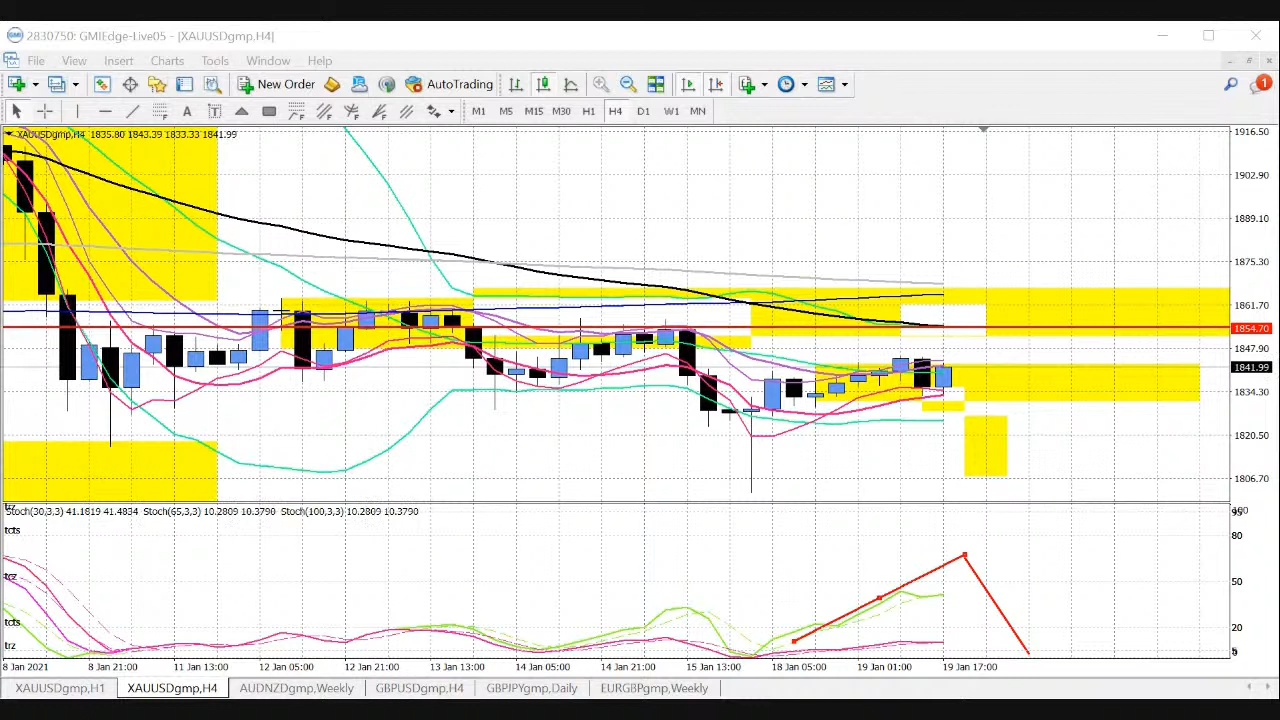 2830750: GMIEdge-Live05 - [XAUUSDgmp,H4]
File View Insert Charts Tools Window Help
New Order AutoTrading 1
A T M1 M5 M15 M30 H1 H4 D1 W1 MN
XAUUSDgmp,H4 1835.80 1843.39 1833.33 1841.99
1916.50
1902.90
1889.10
1875.30
1861.70
1854.70
1847.90
1841.99
1834.30
1820.50
1806.70
Stoch(30,3,3) 41.1819 41.4834 Stoch(65,3,3) 10.2809 10.3790 Stoch(100,3,3) 10.2809 10.3790
tcts
80
tcz
50
tcts
20
trz
8 Jan 2021 8 Jan 21:00 11 Jan 13:00 12 Jan 05:00 12 Jan 21:00 13 Jan 13:00 14 Jan 05:00 14 Jan 21:00 15 Jan 13:00 18 Jan 05:00 19 Jan 01:00 19 Jan 17:00
XAUUSDgmp,H1 XAUUSDgmp,H4 AUDNZDgmp,Weekly GBPUSDgmp,H4 GBPJPYgmp,Daily EURGBPgmp,Weekly